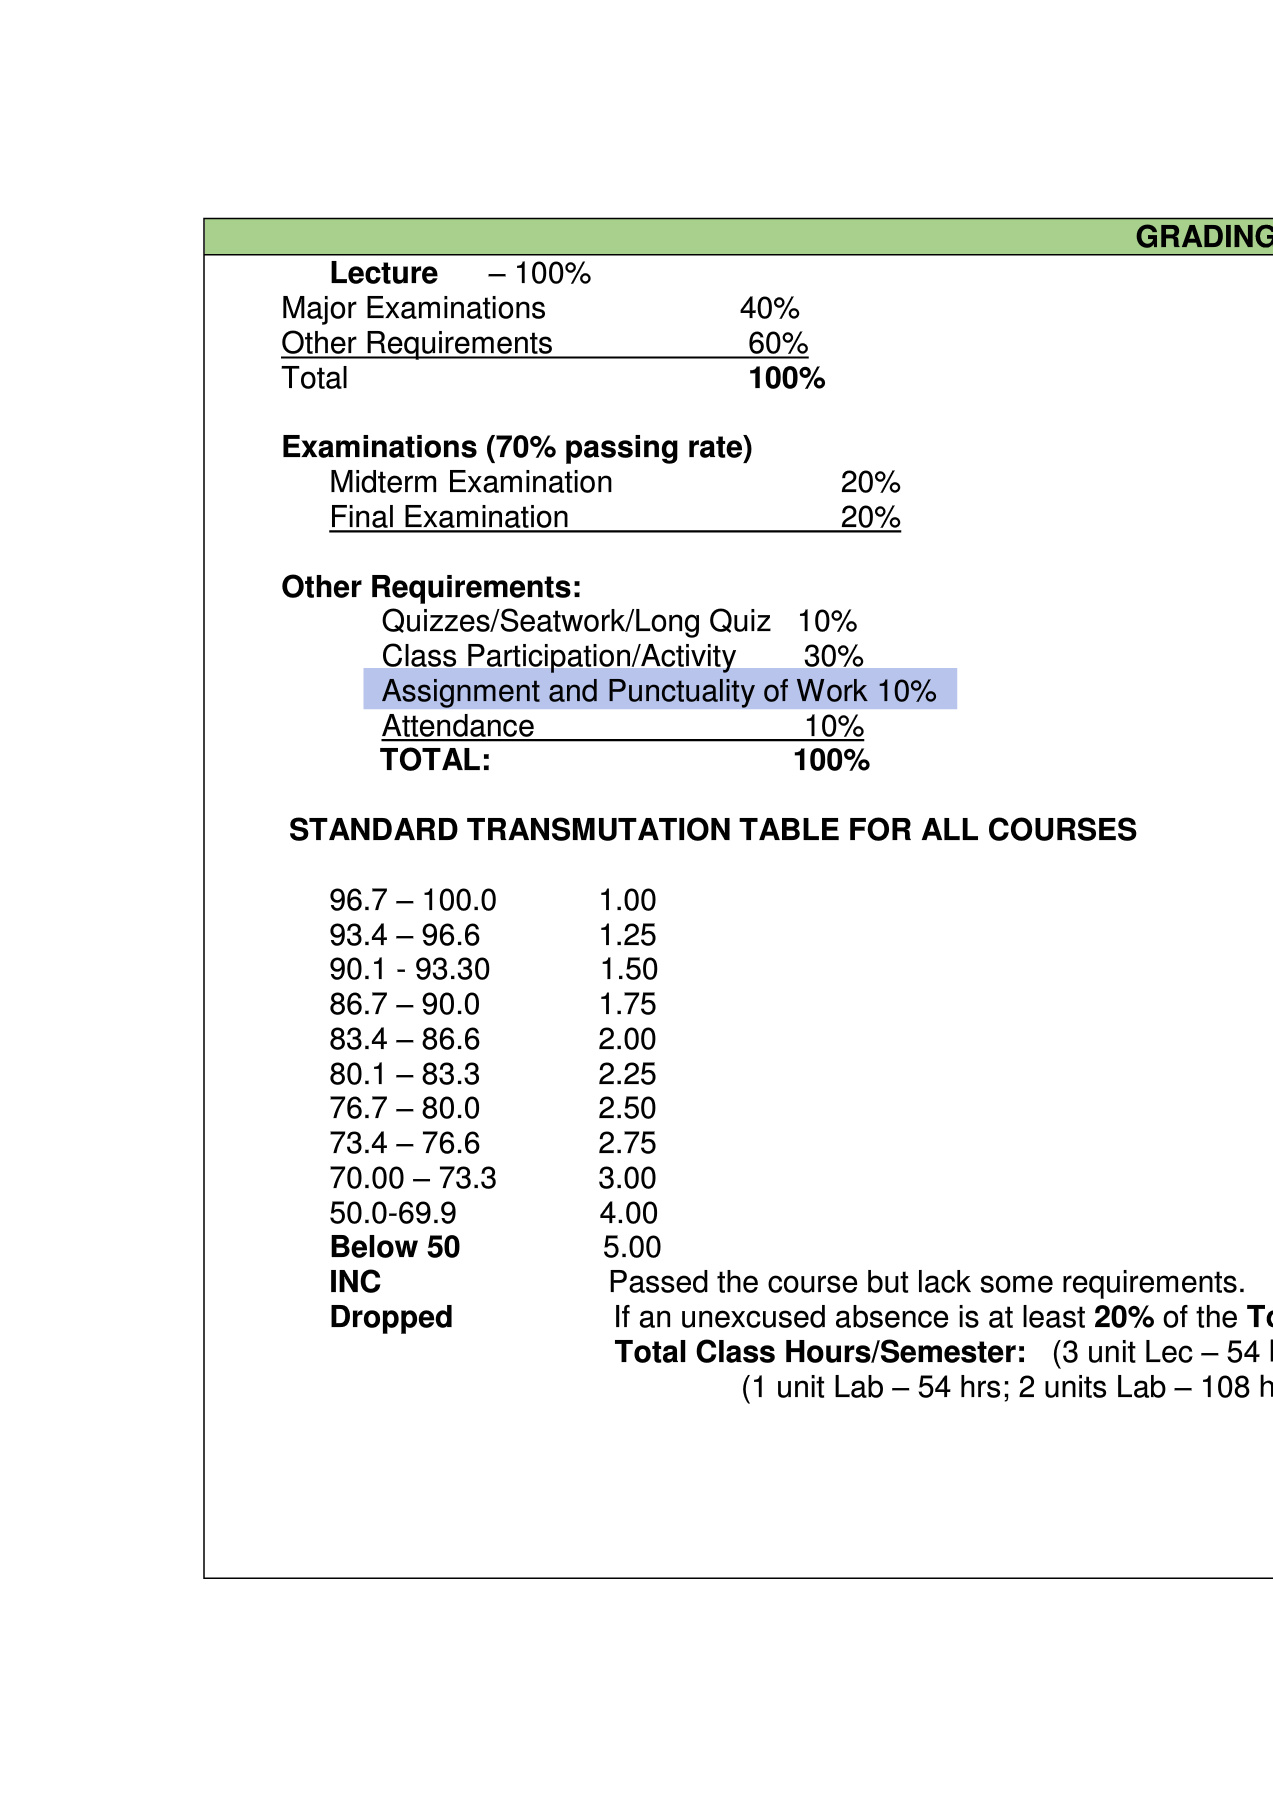 GRADING
Lecture – 100%
Major Examinations 40%
Other Requirements 60%
Total 100%
Examinations (70% passing rate)
Midterm Examination 20%
Final Examination 20%
Other Requirements:
Quizzes/Seatwork/Long Quiz 10%
Class Participation/Activity 30%
Assignment and Punctuality of Work 10%
Attendance 10%
TOTAL: 100%
STANDARD TRANSMUTATION TABLE FOR ALL COURSES
96.7 – 100.0 1.00
93.4 – 96.6 1.25
90.1 - 93.30 1.50
86.7 – 90.0 1.75
83.4 – 86.6 2.00
80.1 – 83.3 2.25
76.7 – 80.0 2.50
73.4 – 76.6 2.75
70.00 – 73.3 3.00
50.0-69.9 4.00
Below 50 5.00
INC Passed the course but lack some requirements.
Dropped If an unexcused absence is at least 20% of the
Total Class Hours/Semester: (3 unit Lec – 54
(1 unit Lab – 54 hrs; 2 units Lab – 108